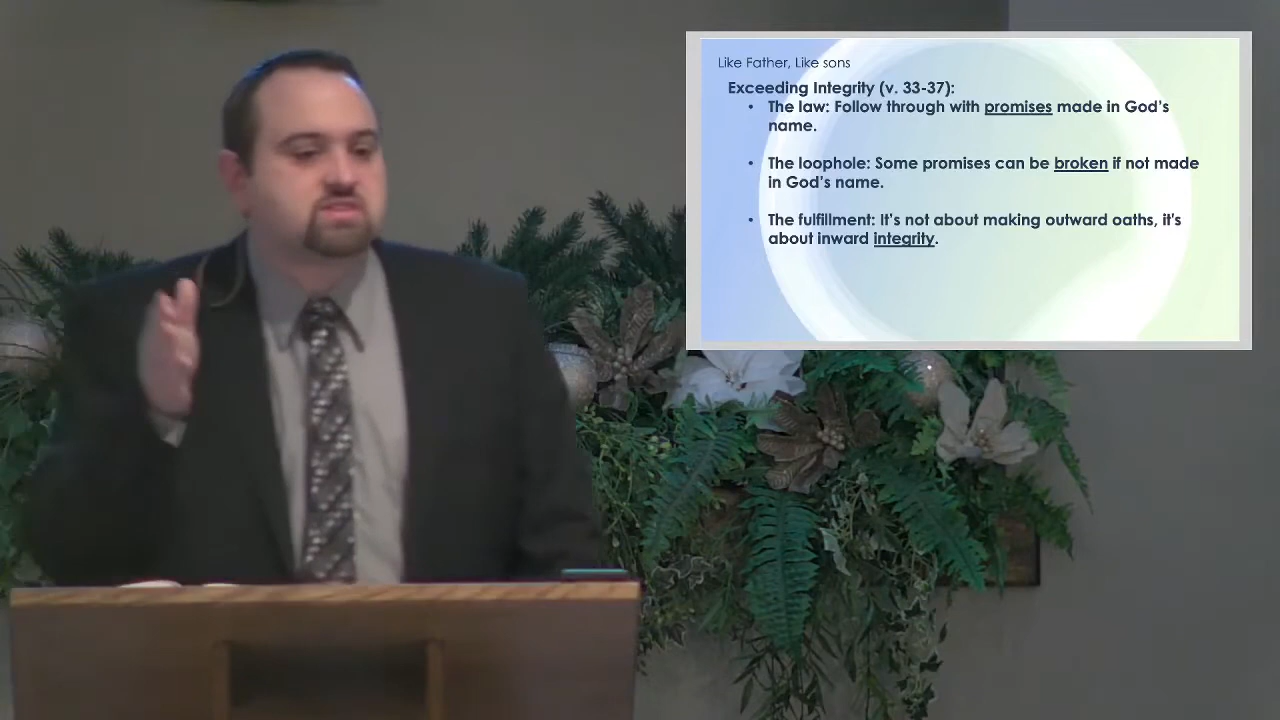 Like Father, Like sons
Exceeding Integrity (v. 33-37):
• The law: Follow through with promises made in God's
name.
• The loophole: Some promises can be broken if not made
in God's name.
• The fulfillment: It's not about making outward oaths, it's
about inward integrity.